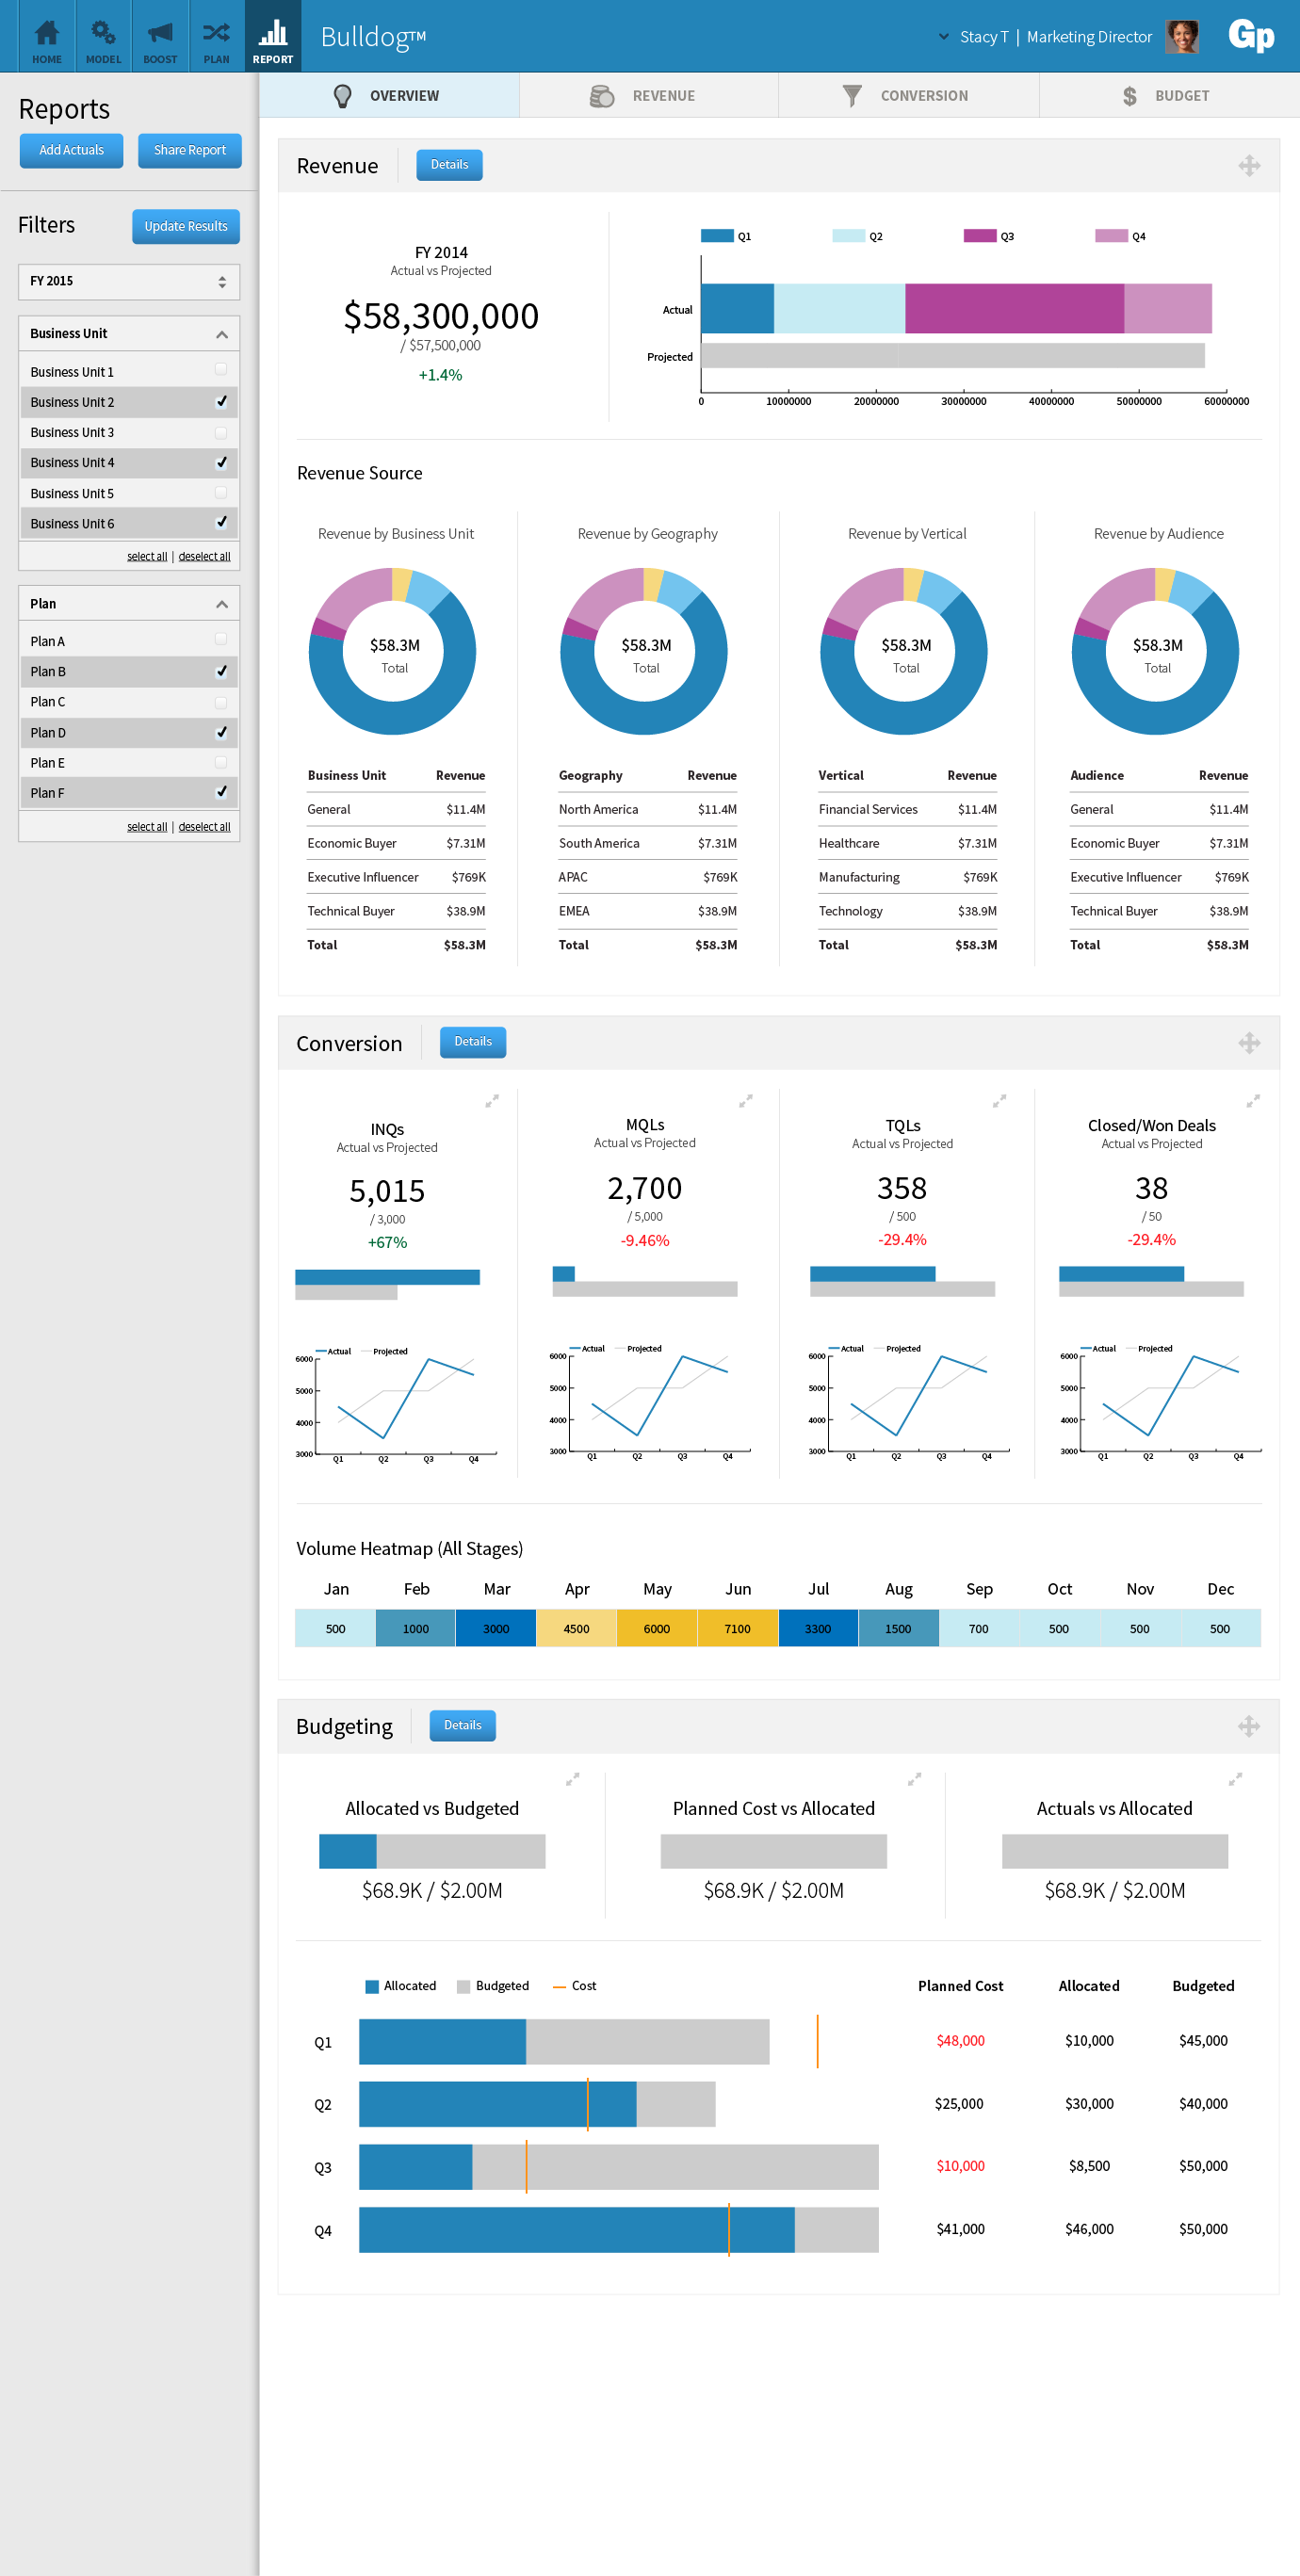 Bulldog™
Stacy T | Marketing Director
Gp
HOME MODEL BOOST PLAN REPORT
OVERVIEW REVENUE CONVERSION $ BUDGET
Reports
Add Actuals Share Report
Filters Update Results
FY 2015
Business Unit
Business Unit 1
Business Unit 2
Business Unit 3
Business Unit 4
Business Unit 5
Business Unit 6
select all | deselect all
Plan
Plan A
Plan B
Plan C
Plan D
Plan E
Plan F
select all | deselect all
Revenue Details
FY 2014
Actual vs Projected
$58,300,000
/ $57,500,000
+1.4%
Q1 Q2 Q3 Q4
Actual
Projected
0 10000000 20000000 30000000 40000000 50000000 60000000
Revenue Source
Revenue by Business Unit
$58.3M
Total
Business Unit Revenue
General $11.4M
Economic Buyer $7.31M
Executive Influencer $769K
Technical Buyer $38.9M
Total $58.3M
Revenue by Geography
$58.3M
Total
Geography Revenue
North America $11.4M
South America $7.31M
APAC $769K
EMEA $38.9M
Total $58.3M
Revenue by Vertical
$58.3M
Total
Vertical Revenue
Financial Services $11.4M
Healthcare $7.31M
Manufacturing $769K
Technology $38.9M
Total $58.3M
Revenue by Audience
$58.3M
Total
Audience Revenue
General $11.4M
Economic Buyer $7.31M
Executive Influencer $769K
Technical Buyer $38.9M
Total $58.3M
Conversion Details
INQs
Actual vs Projected
5,015
/ 3,000
+67%
Actual Projected
6000
5000
4000
3000
Q1 Q2 Q3 Q4
MQLs
Actual vs Projected
2,700
/ 5,000
-9.46%
Actual Projected
6000
5000
4000
3000
Q1 Q2 Q3 Q4
TQLs
Actual vs Projected
358
/ 500
-29.4%
Actual Projected
6000
5000
4000
3000
Q1 Q2 Q3 Q4
Closed/Won Deals
Actual vs Projected
38
/ 50
-29.4%
Actual Projected
6000
5000
4000
3000
Q1 Q2 Q3 Q4
Volume Heatmap (All Stages)
Jan Feb Mar Apr May Jun Jul Aug Sep Oct Nov Dec
500 1000 3000 4500 6000 7100 3300 1500 700 500 500 500
Budgeting Details
Allocated vs Budgeted
$68.9K / $2.00M
Planned Cost vs Allocated
$68.9K / $2.00M
Actuals vs Allocated
$68.9K / $2.00M
Allocated Budgeted Cost Planned Cost Allocated Budgeted
Q1 $48,000 $10,000 $45,000
Q2 $25,000 $30,000 $40,000
Q3 $10,000 $8,500 $50,000
Q4 $41,000 $46,000 $50,000